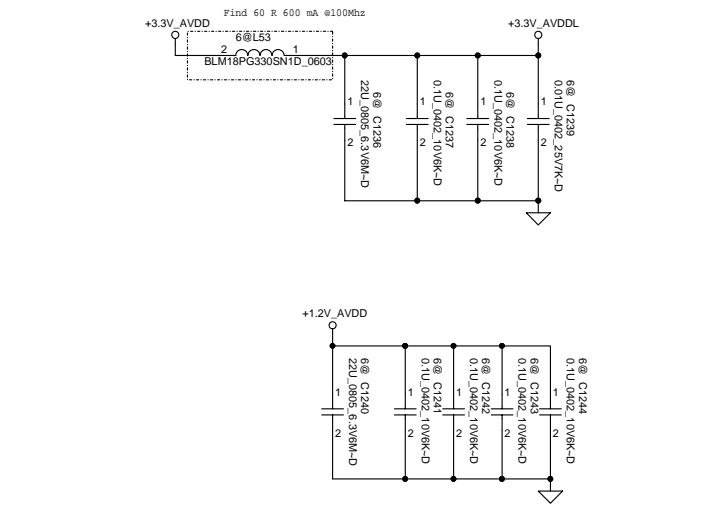 Find 60 R 600 mA @100Mhz
+3.3V_AVDD
+3.3V_AVDDL
6@L53
2
1
BLM18PG330SN1D_0603
1
2
6@ C1236
22U_0805_6.3V6M~D
1
2
6@ C1237
0.1U_0402_10V6K~D
1
2
6@ C1238
0.1U_0402_10V6K~D
1
2
6@ C1239
0.01U_0402_25V7K~D
+1.2V_AVDD
1
2
6@ C1240
22U_0805_6.3V6M~D
1
2
6@ C1241
0.1U_0402_10V6K~D
1
2
6@ C1242
0.1U_0402_10V6K~D
1
2
6@ C1243
0.1U_0402_10V6K~D
1
2
6@ C1244
0.1U_0402_10V6K~D